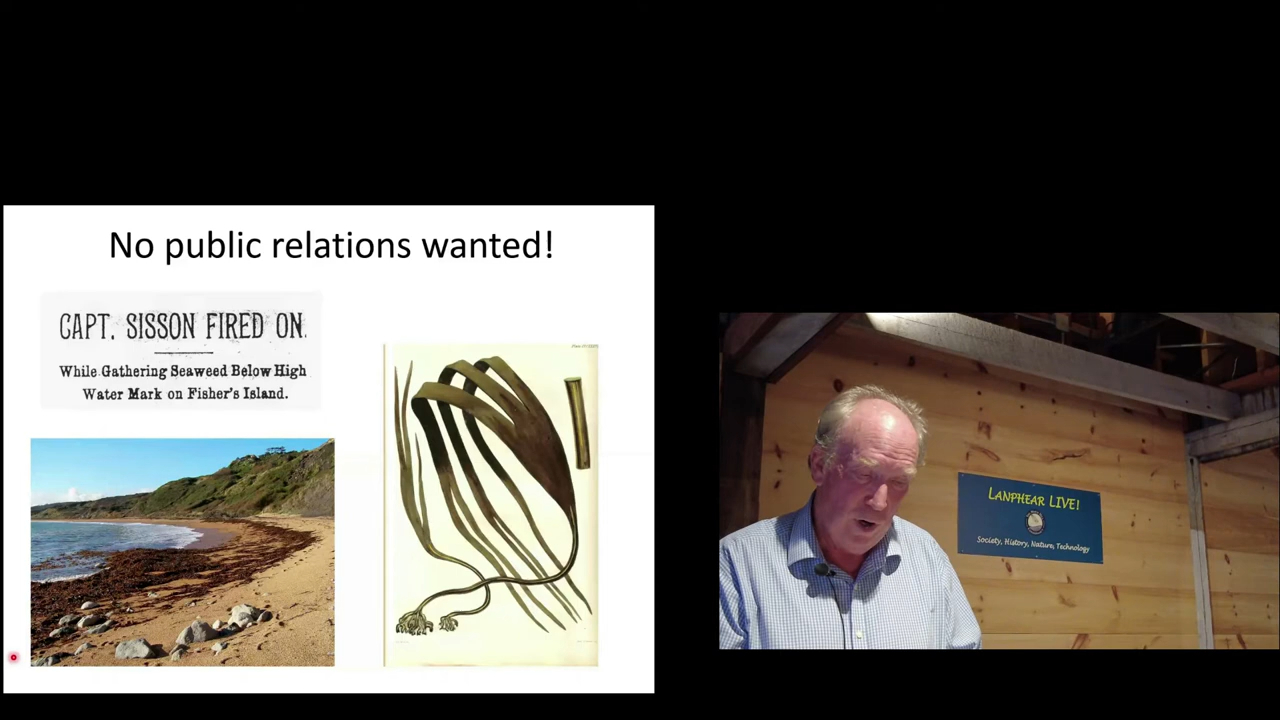 No public relations wanted!
CAPT. SISSON FIRED ON.
While Gathering Seaweed Below High
Water Mark on Fisher's Island.
LANPHEAR LIVE!
Society, History, Nature, Technology